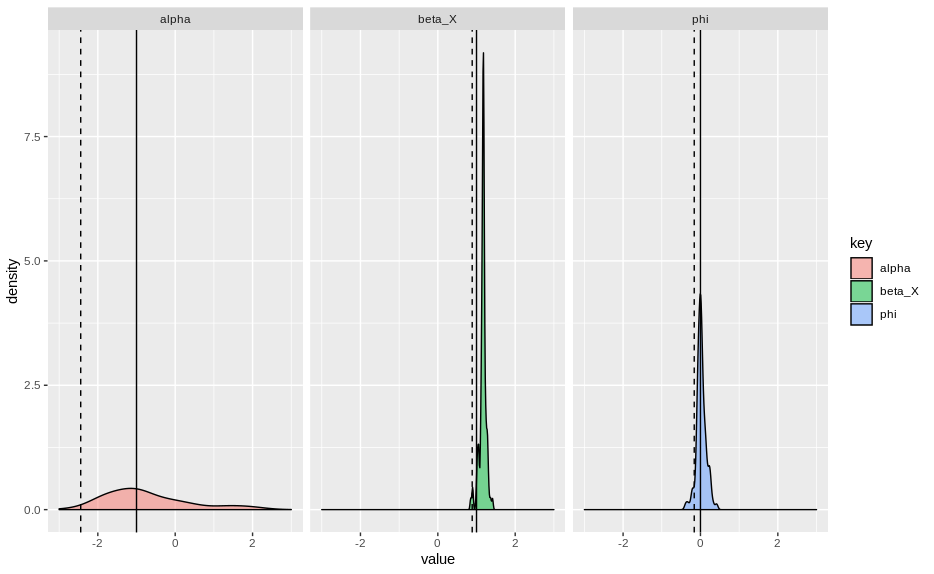 alpha
beta_X
phi
7.5
5.0
2.5
0.0
density
-2
0
2
-2
0
2
-2
0
2
value
key
alpha
beta_X
phi